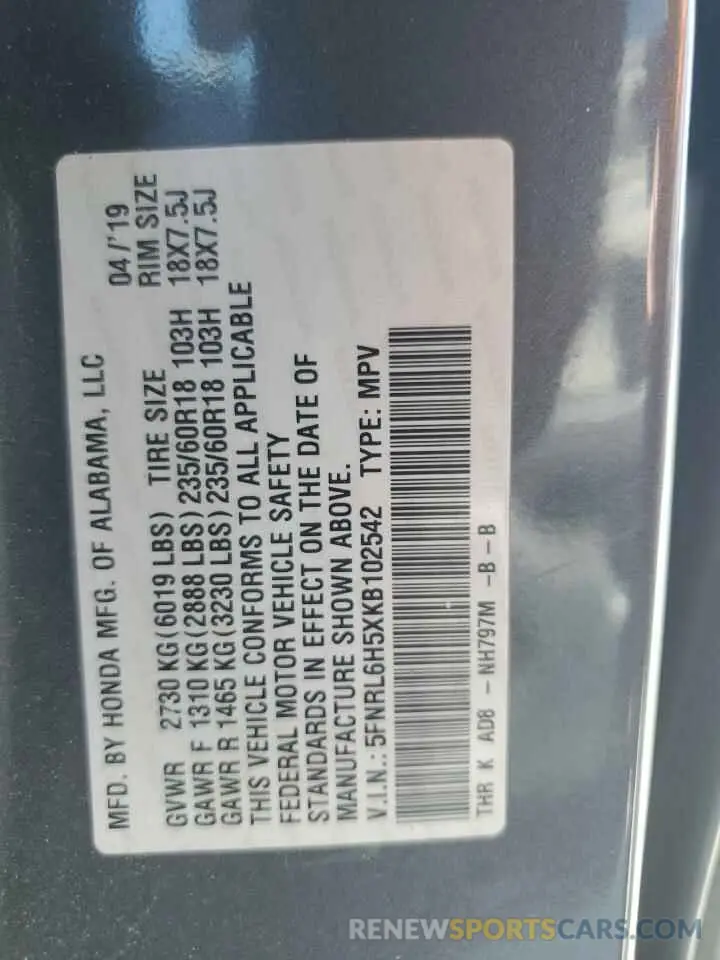 MFD. BY HONDA MFG. OF ALABAMA, LLC 04/'19
GVWR 2730 KG(6019 LBS) TIRE SIZE RIM SIZE
GAWR F 1310 KG(2888 LBS)235/60R18 103H 18X7.5J
GAWR R 1465 KG(3230 LBS)235/60R18 103H 18X7.5J
THIS VEHICLE CONFORMS TO ALL APPLICABLE
FEDERAL MOTOR VEHICLE SAFETY
STANDARDS IN EFFECT ON THE DATE OF
MANUFACTURE SHOWN ABOVE.
V.I.N.: 5FNRL6H5XKB102542 TYPE: MPV
THR K AD8 - NH797M -B-B
RENEWSPORTSCARS.COM